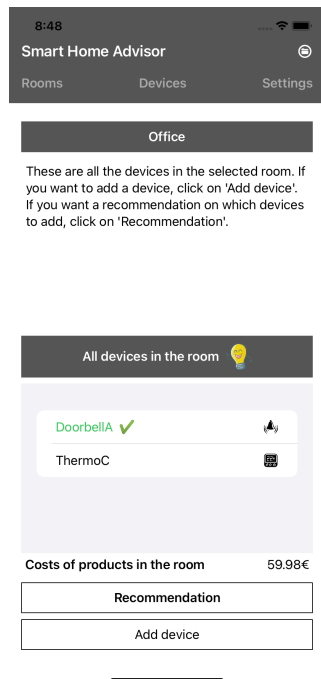 8:48
Smart Home Advisor
Rooms Devices Settings
Office
These are all the devices in the selected room. If
you want to add a device, click on 'Add device'.
If you want a recommendation on which devices
to add, click on 'Recommendation'.
All devices in the room
DoorbellA
ThermoC
Costs of products in the room 59.98€
Recommendation
Add device